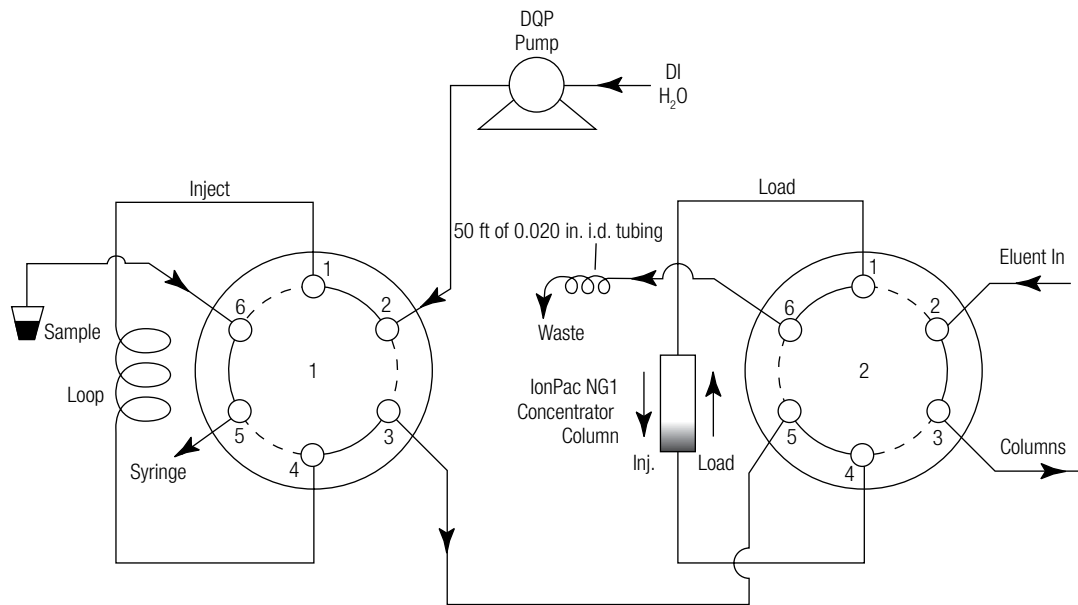 DQP
Pump
DI
H₂O
Inject
Load
50 ft of 0.020 in. i.d. tubing
Eluent In
1
2
3
4
5
6
1
Sample
Loop
Syringe
Waste
IonPac NG1
Concentrator
Column
Inj.
Load
1
2
3
4
5
6
2
Columns